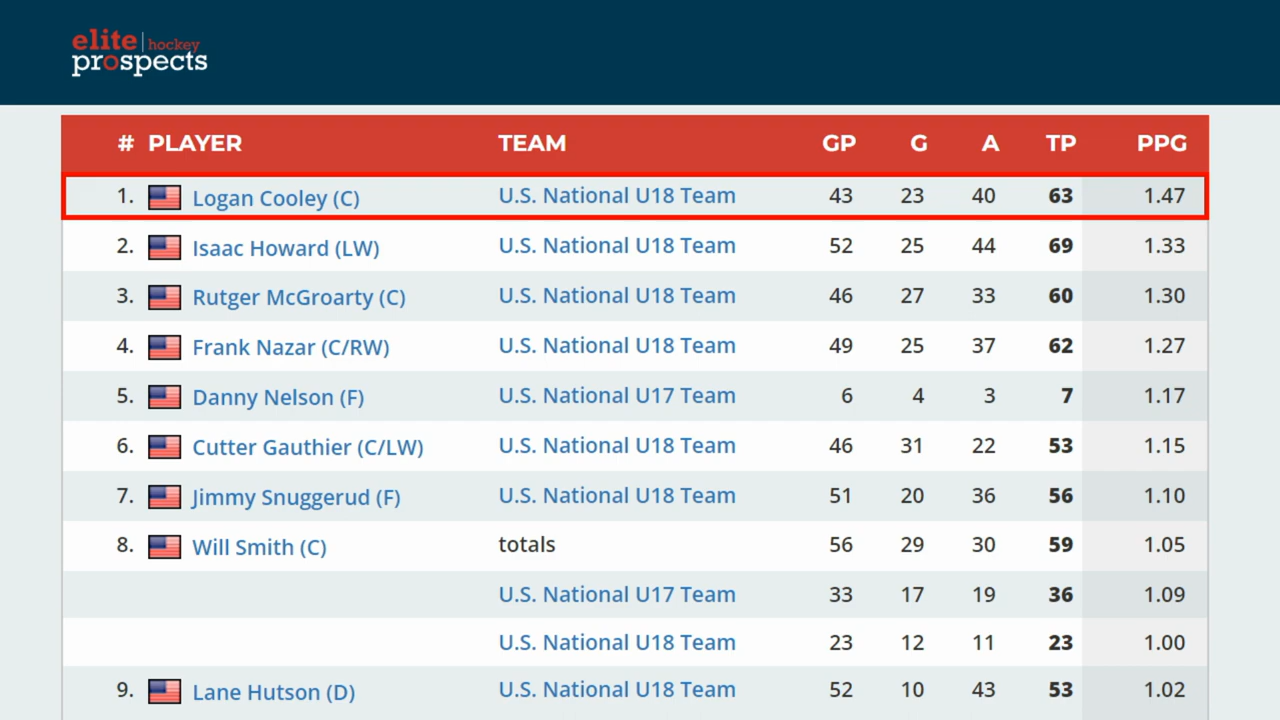 elite hockey
prospects
# PLAYER TEAM GP G A TP PPG
1. Logan Cooley (C) U.S. National U18 Team 43 23 40 63 1.47
2. Isaac Howard (LW) U.S. National U18 Team 52 25 44 69 1.33
3. Rutger McGroarty (C) U.S. National U18 Team 46 27 33 60 1.30
4. Frank Nazar (C/RW) U.S. National U18 Team 49 25 37 62 1.27
5. Danny Nelson (F) U.S. National U17 Team 6 4 3 7 1.17
6. Cutter Gauthier (C/LW) U.S. National U18 Team 46 31 22 53 1.15
7. Jimmy Snuggerud (F) U.S. National U18 Team 51 20 36 56 1.10
8. Will Smith (C) totals 56 29 30 59 1.05
U.S. National U17 Team 33 17 19 36 1.09
U.S. National U18 Team 23 12 11 23 1.00
9. Lane Hutson (D) U.S. National U18 Team 52 10 43 53 1.02